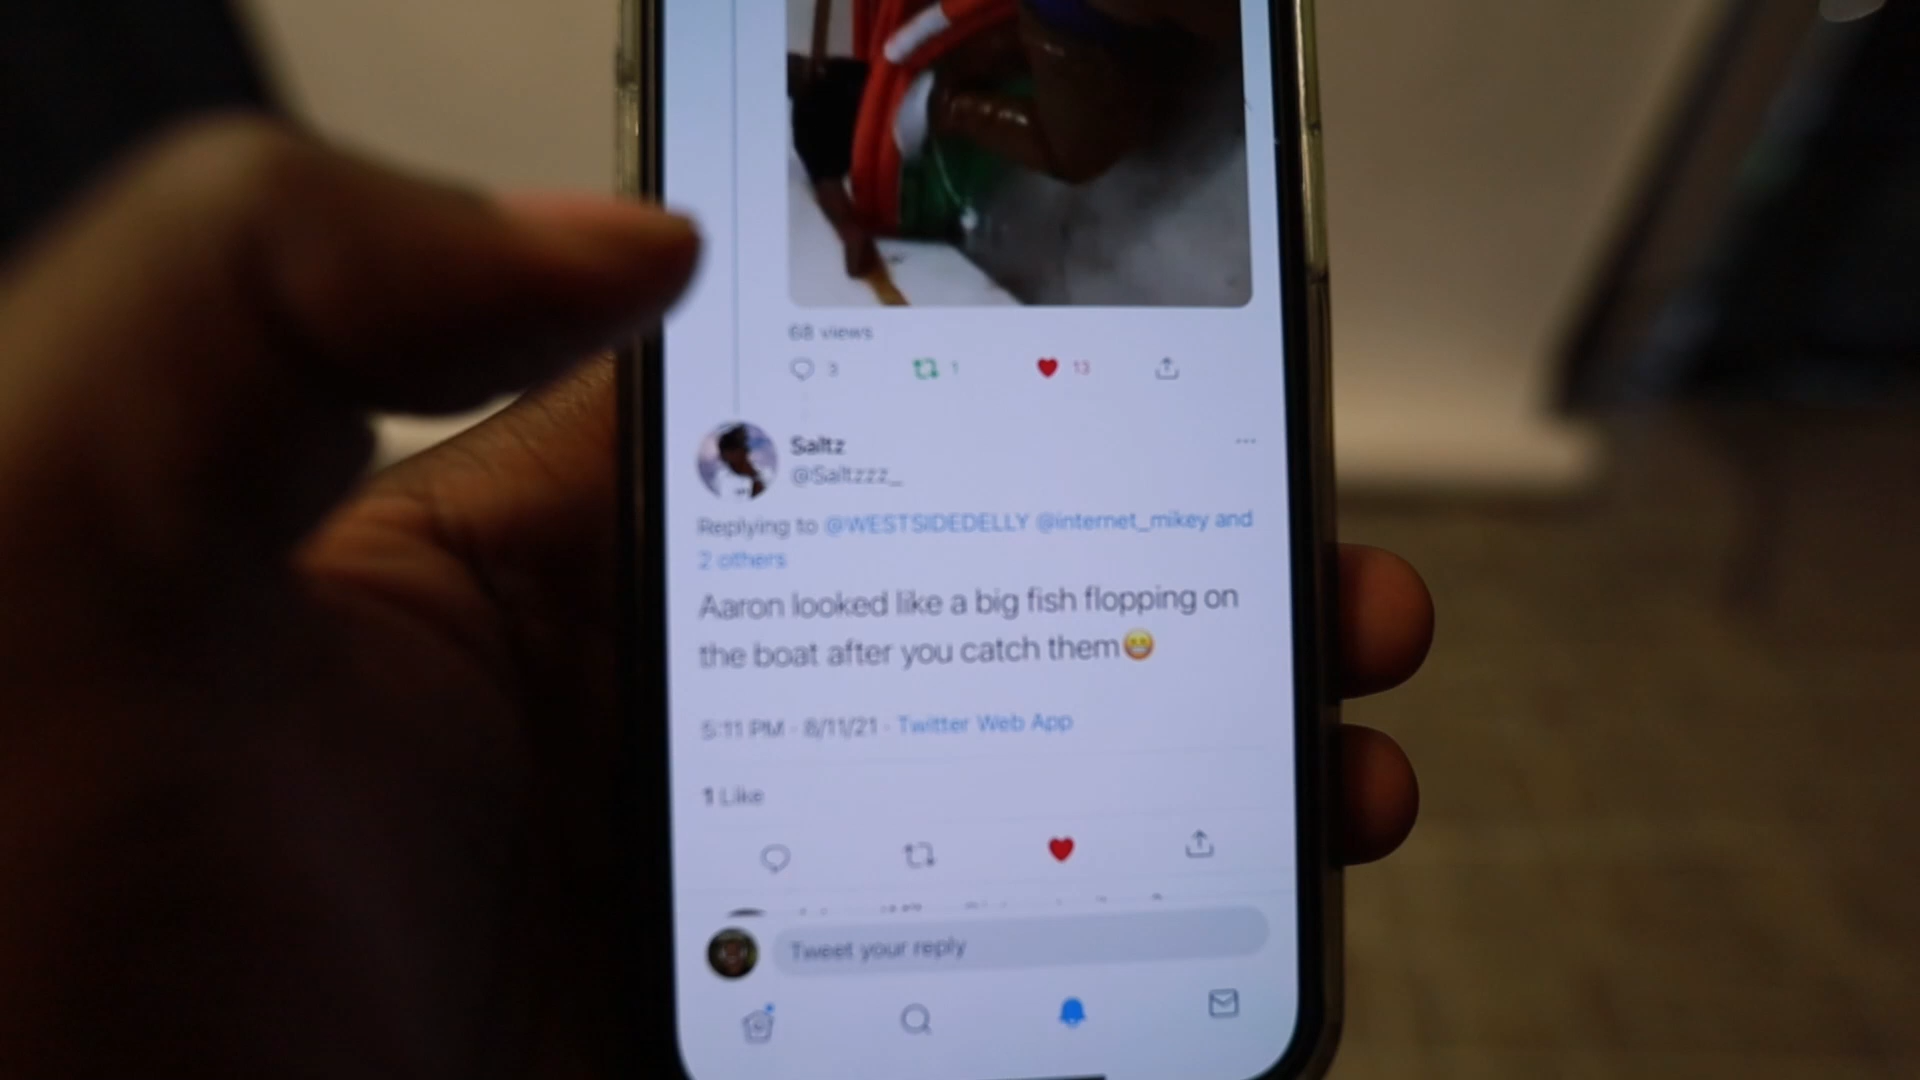 68 views
3 1 13
Saltz
@Saltzzz_
Replying to @WESTSIDEDELLY @internet_mikey and
2 others
Aaron looked like a big fish flopping on
the boat after you catch them😄
5:11 PM · 8/11/21 · Twitter Web App
1 Like
Tweet your reply